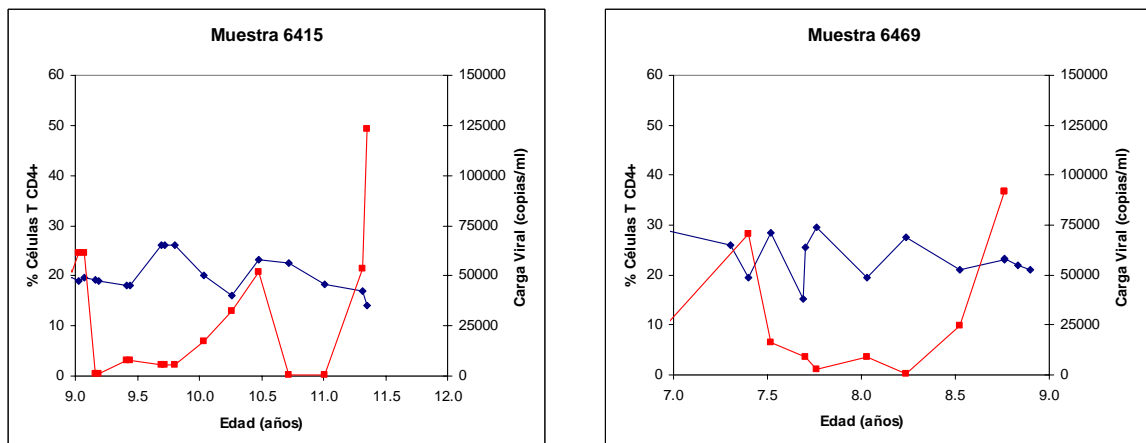 Muestra 6415
60
50
40
30
20
10
0
% Células T CD4+
150000
125000
100000
75000
50000
25000
0
Carga Viral (copias/ml)
9.0 9.5 10.0 10.5 11.0 11.5 12.0
Edad (años)
Muestra 6469
60
50
40
30
20
10
0
% Células T CD4+
150000
125000
100000
75000
50000
25000
0
Carga Viral (copias/ml)
7.0 7.5 8.0 8.5 9.0
Edad (años)